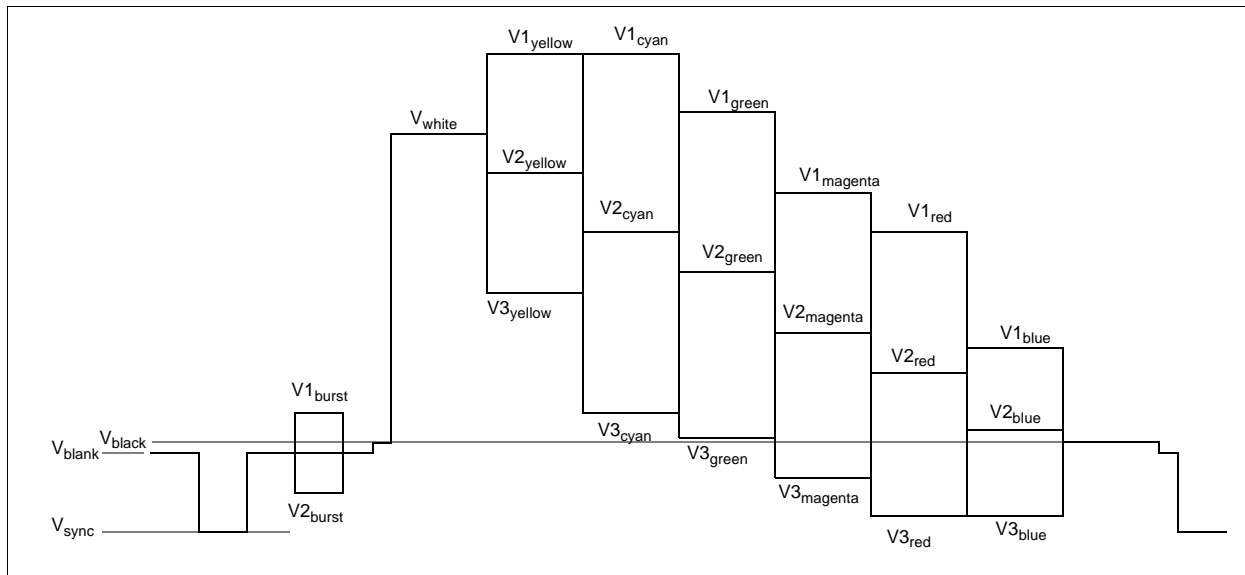 V1yellow
V1cyan
V1green
Vwhite
V2yellow
V1magenta
V2cyan
V1red
V2green
V3yellow
V2magenta
V1blue
V2red
V1burst
V2blue
V3cyan
Vblack
Vblank
V3green
V3magenta
V2burst
Vsync
V3red
V3blue